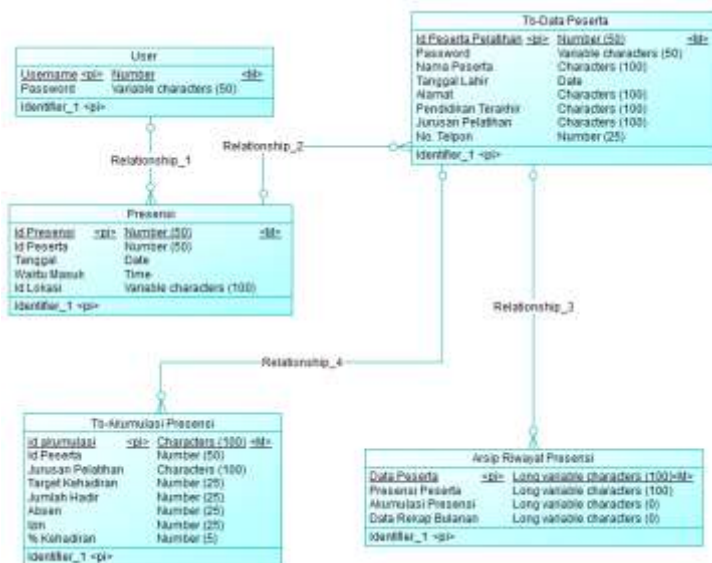 User
Username <pi> Number <M>
Password Variable characters (50)
Identifier_1 <pi>
Tb-Data Peserta
Id Peserta Pelatihan <pi> Number (50) <M>
Password Variable characters (50)
Nama Peserta Characters (100)
Tanggal Lahir Date
Alamat Characters (100)
Pendidikan Terakhir Characters (100)
Jurusan Pelatihan Characters (100)
No. Telpon Number (25)
Identifier_1 <pi>
Relationship_1
Relationship_2
Presensi
Id Presensi <pi> Number (50) <M>
Id Peserta Number (50)
Tanggal Date
Waktu Masuk Time
Id Lokasi Variable characters (100)
Identifier_1 <pi>
Relationship_3
Relationship_4
Tb-Akumulasi Presensi
id akumulasi <pi> Characters (100) <M>
Id Peserta Number (50)
Jurusan Pelatihan Characters (100)
Target Kehadiran Number (25)
Jumlah Hadir Number (25)
Absen Number (25)
Izin Number (25)
% Kehadiran Number (5)
Identifier_1 <pi>
Arsip Riwayat Presensi
Data Peserta <pi> Long variable characters (100) <M>
Presensi Peserta Long variable characters (100)
Akumulasi Presensi Long variable characters (0)
Data Rekap Bulanan Long variable characters (0)
Identifier_1 <pi>